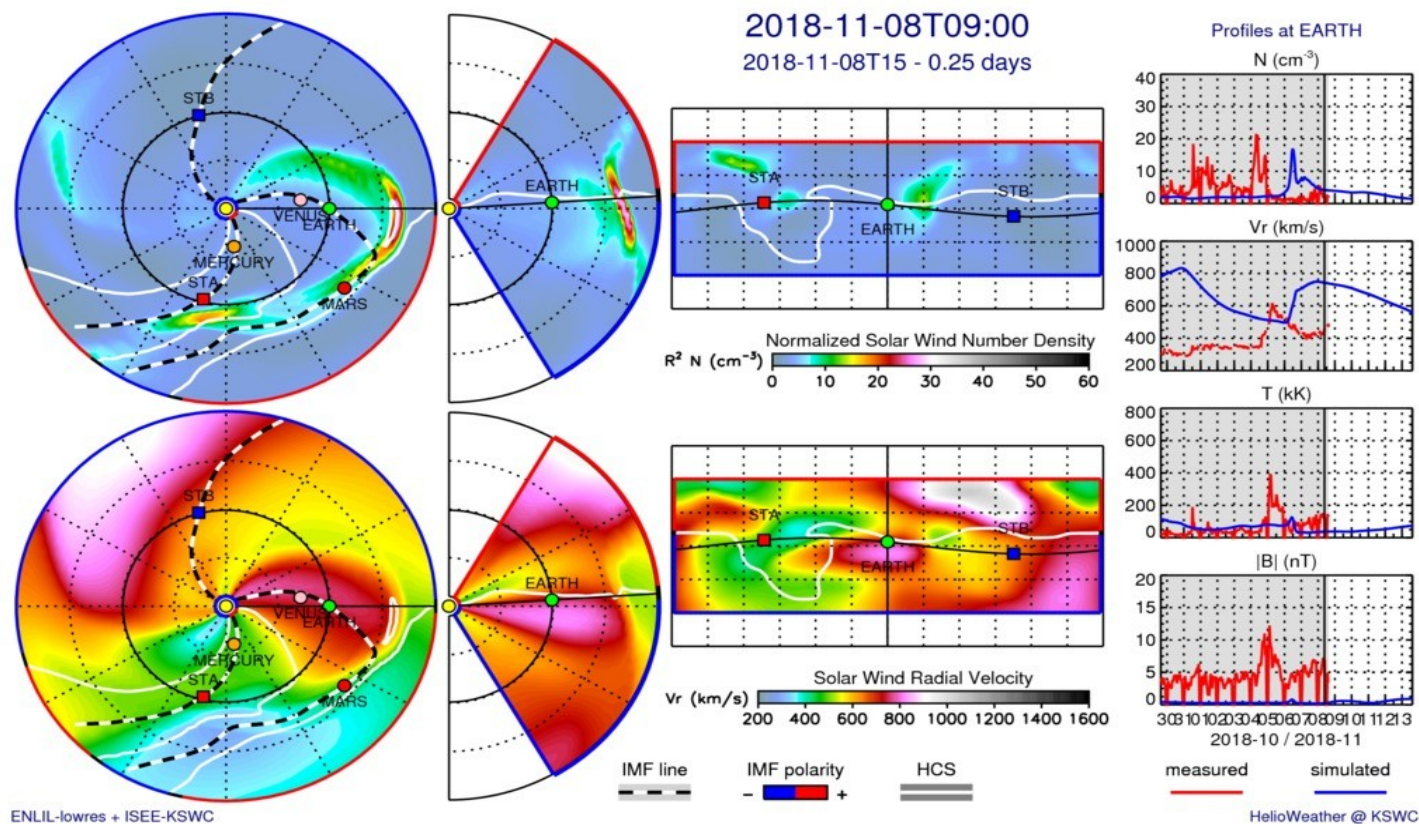 2018-11-08T09:00
2018-11-08T15 - 0.25 days
STB
VENUS
EARTH
MERCURY
STA
MARS
EARTH
STA
EARTH
STB
Normalized Solar Wind Number Density
R² N (cm⁻³)
0 10 20 30 40 50 60
STB
VENUS
EARTH
MERCURY
STA
MARS
EARTH
STA
EARTH
STB
Solar Wind Radial Velocity
Vr (km/s)
200 400 600 800 1000 1200 1400 1600
IMF line
IMF polarity
- +
HCS
Profiles at EARTH
N (cm⁻³)
40
30
20
10
0
Vr (km/s)
1000
800
600
400
200
T (kK)
800
600
400
200
0
|B| (nT)
20
15
10
5
0
30 31 01 02 03 04 05 06 07 08 09 10 11 12 13
2018-10 / 2018-11
measured
simulated
ENLIL-lowres + ISEE-KSWC
HelioWeather @ KSWC